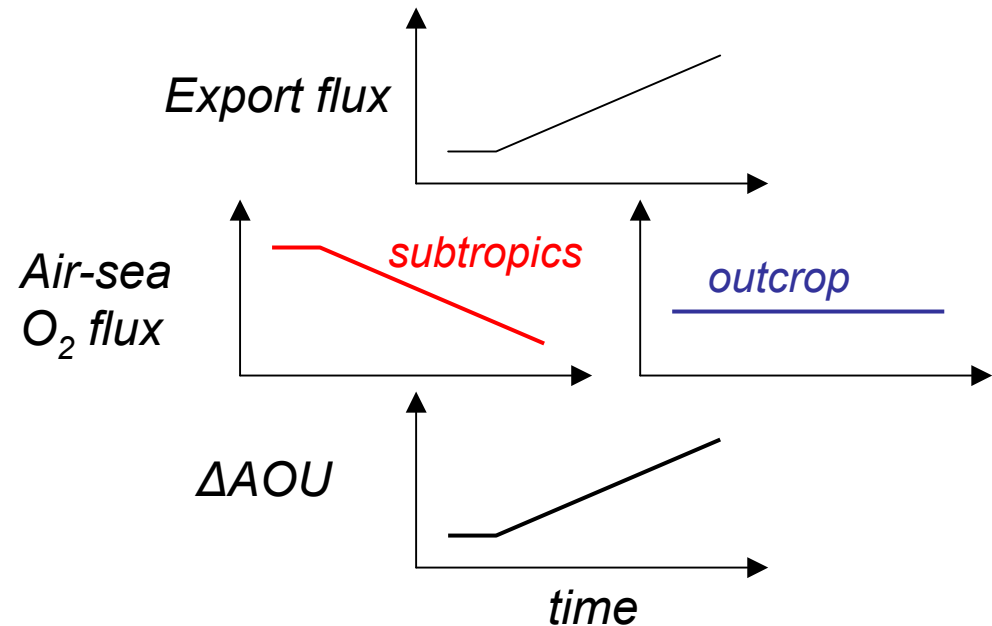 Export flux
Air-sea
O₂ flux
subtropics
outcrop
ΔAOU
time